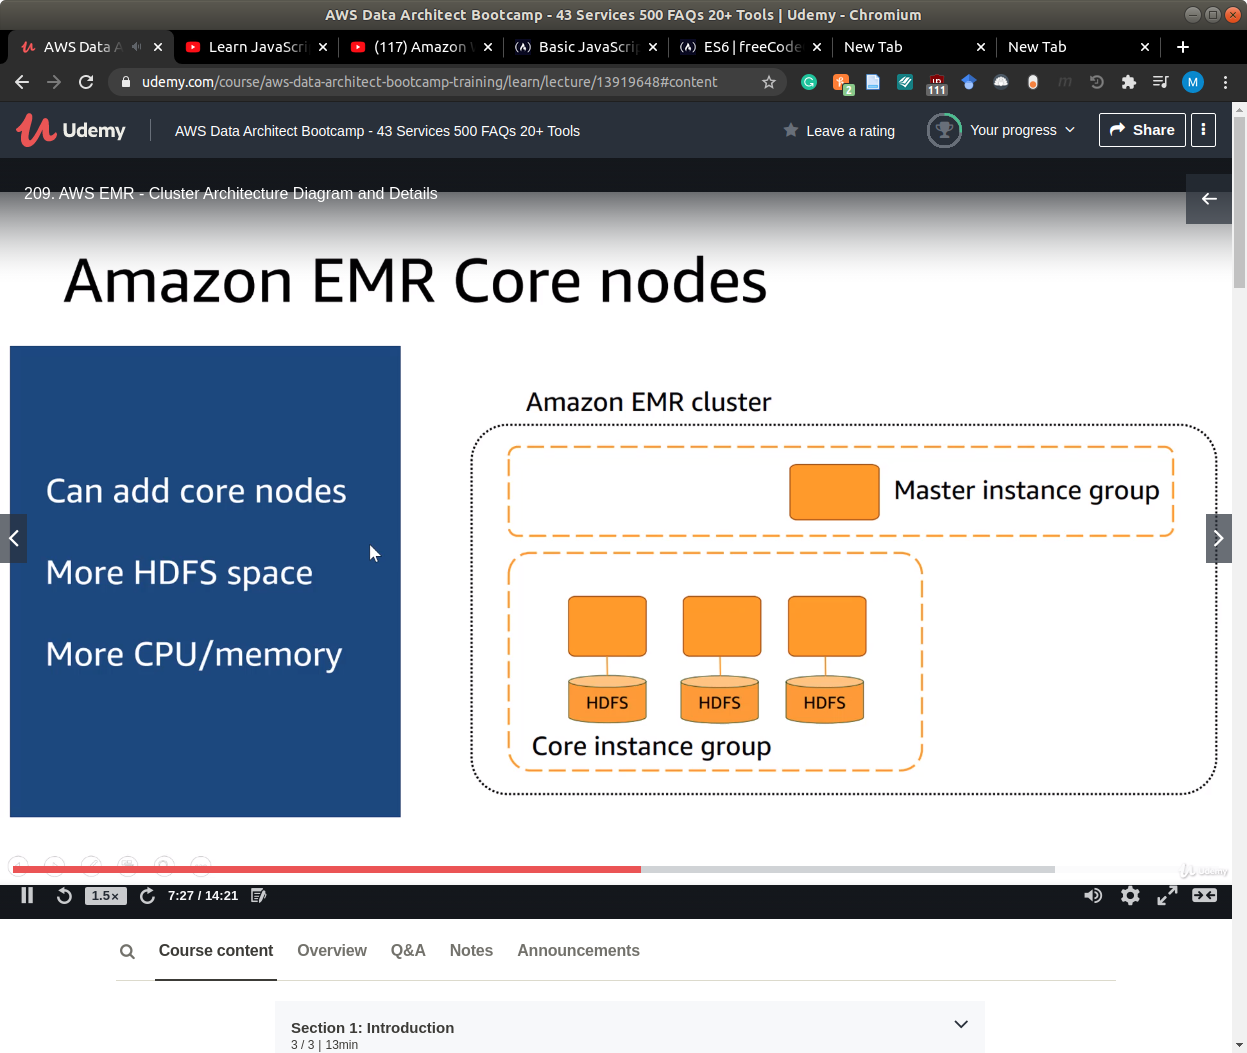 AWS Data Architect Bootcamp - 43 Services 500 FAQs 20+ Tools | Udemy - Chromium
AWS Data A
Learn JavaScri
(117) Amazon
Basic JavaScrip
ES6 | freeCode
New Tab
New Tab
udemy.com/course/aws-data-architect-bootcamp-training/learn/lecture/13919648#content
2
111
m
M
Udemy
AWS Data Architect Bootcamp - 43 Services 500 FAQs 20+ Tools
Leave a rating
Your progress
Share
209. AWS EMR - Cluster Architecture Diagram and Details
Amazon EMR Core nodes
Can add core nodes
More HDFS space
More CPU/memory
Amazon EMR cluster
Master instance group
HDFS
HDFS
HDFS
Core instance group
Udemy
1.5×
7:27 / 14:21
Course content
Overview
Q&A
Notes
Announcements
Section 1: Introduction
3 / 3 | 13min